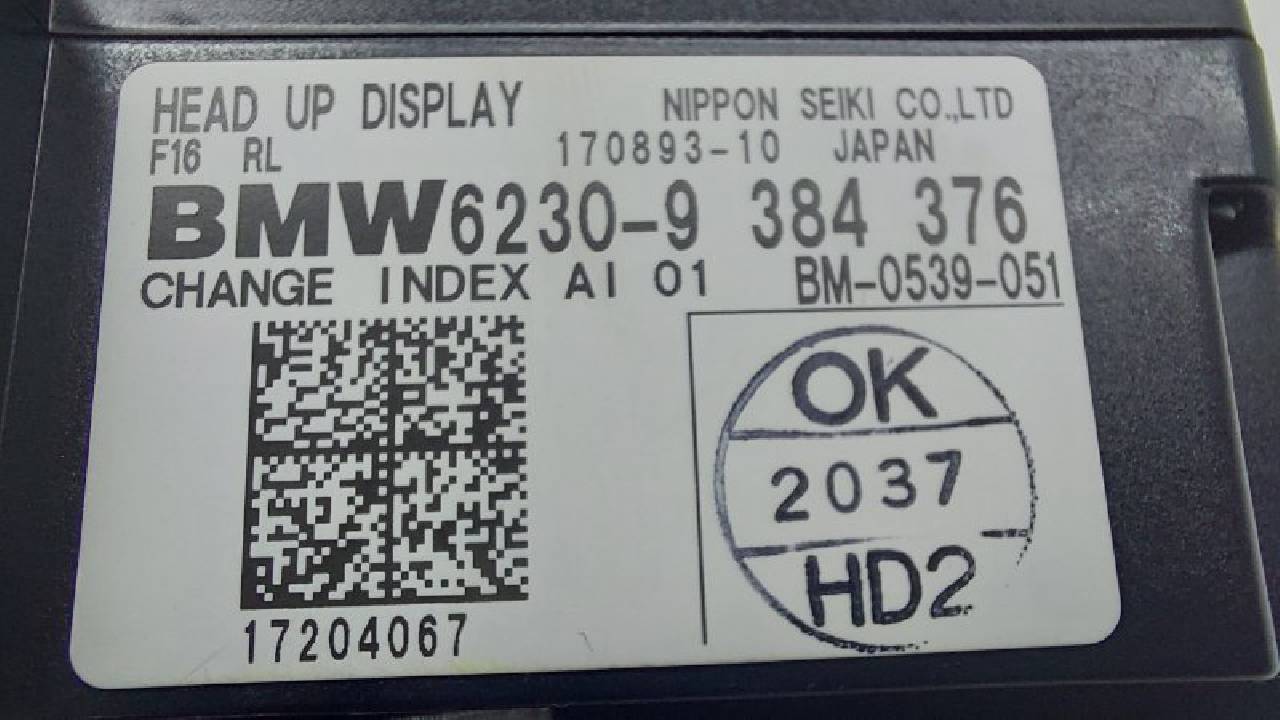 HEAD UP DISPLAY NIPPON SEIKI CO.,LTD
F16 RL 170893-10 JAPAN
BMW6230-9 384 376
CHANGE INDEX AI 01 BM-0539-051
OK
2037
HD2
17204067